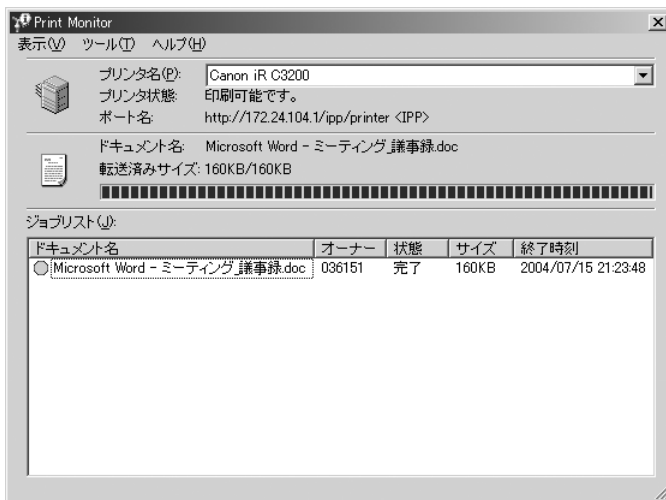 Print Monitor
表示(V) ツール(T) ヘルプ(H)
プリンタ名(P): Canon iR C3200
プリンタ状態: 印刷可能です。
ポート名: http://172.24.104.1/ipp/printer <IPP>
ドキュメント名: Microsoft Word - ミーティング_議事録.doc
転送済みサイズ: 160KB/160KB
ジョブリスト(J):
ドキュメント名 オーナー 状態 サイズ 終了時刻
Microsoft Word - ミーティング_議事録.doc 036151 完了 160KB 2004/07/15 21:23:48